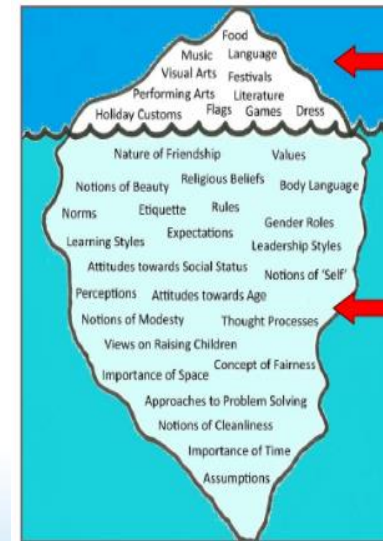 Food
Music Language
Visual Arts Festivals
Performing Arts Literature
Holiday Customs Flags Games Dress
Nature of Friendship Values
Notions of Beauty Religious Beliefs Body Language
Norms Etiquette Rules Gender Roles
Learning Styles Expectations Leadership Styles
Attitudes towards Social Status Notions of 'Self'
Perceptions Attitudes towards Age
Notions of Modesty Thought Processes
Views on Raising Children
Importance of Space Concept of Fairness
Approaches to Problem Solving
Notions of Cleanliness
Importance of Time
Assumptions